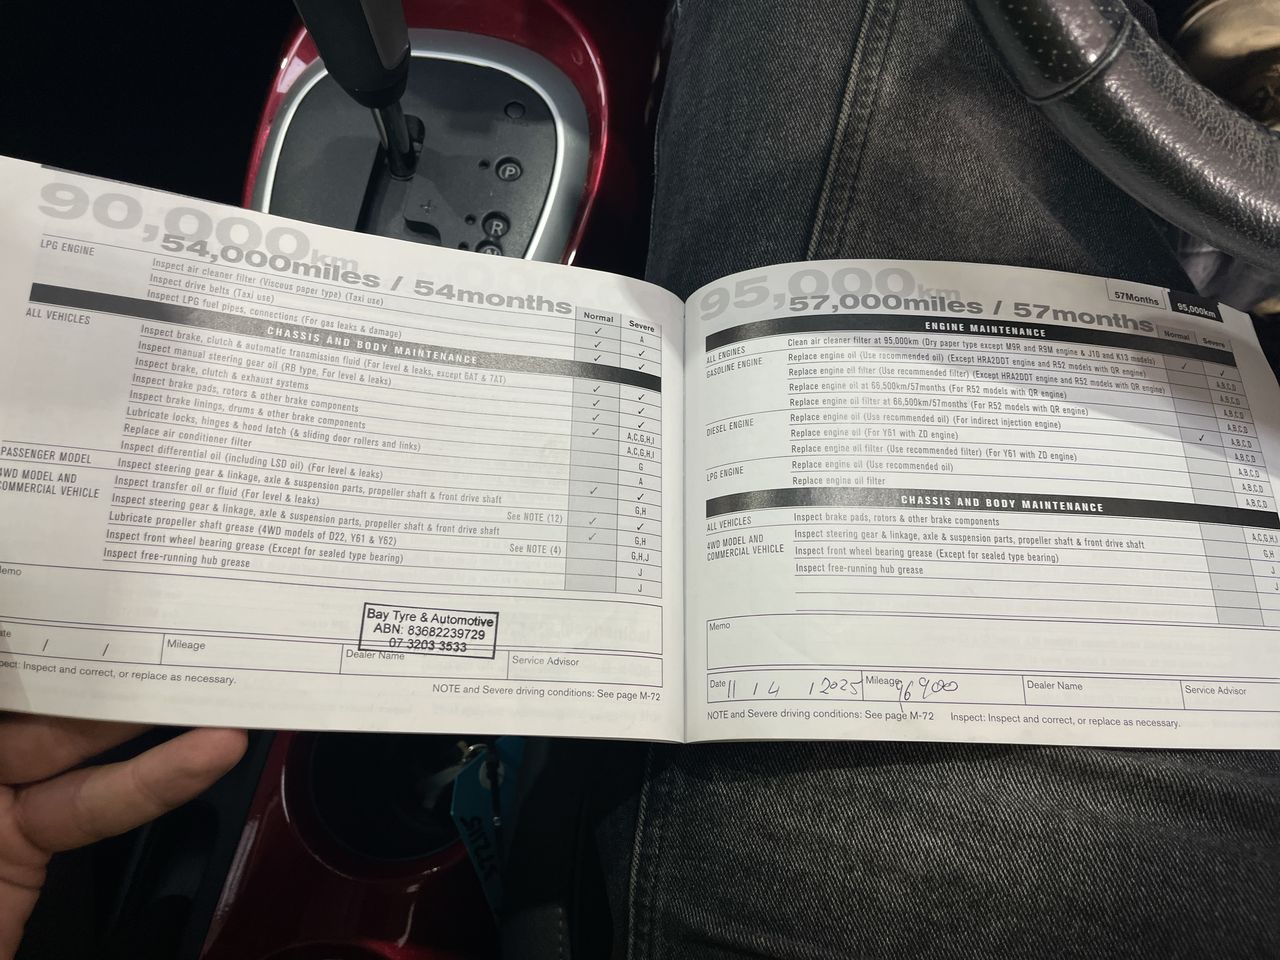 P
R
90,000km
54,000miles / 54months
Normal
Severe
LPG ENGINE
Inspect air cleaner filter (Viscous paper type) (Taxi use)
✓
A
Inspect drive belts (Taxi use)
✓
✓
Inspect LPG fuel pipes, connections (For gas leaks & damage)
✓
✓
CHASSIS AND BODY MAINTENANCE
ALL VEHICLES
Inspect brake, clutch & automatic transmission fluid (For level & leaks, except 6AT & 7AT)
✓
✓
Inspect manual steering gear oil (RB type, For level & leaks)
✓
✓
Inspect brake, clutch & exhaust systems
✓
✓
Inspect brake pads, rotors & other brake components
✓
A,C,G,H,I
Inspect brake linings, drums & other brake components
A,C,G,H,I
Lubricate locks, hinges & hood latch (& sliding door rollers and links)
G
Replace air conditioner filter
A
Inspect differential oil (including LSD oil) (For level & leaks)
✓
✓
PASSENGER MODEL
Inspect steering gear & linkage, axle & suspension parts, propeller shaft & front drive shaft
G,H
4WD MODEL AND
COMMERCIAL VEHICLE
Inspect transfer oil or fluid (For level & leaks)
See NOTE (12)
✓
✓
Inspect steering gear & linkage, axle & suspension parts, propeller shaft & front drive shaft
✓
G,H
Lubricate propeller shaft grease (4WD models of D22, Y61 & Y62)
See NOTE (4)
G,H,J
Inspect front wheel bearing grease (Except for sealed type bearing)
J
Inspect free-running hub grease
J
Memo
Bay Tyre & Automotive
ABN: 83682239729
07 3203 3533
/ /
Mileage
Dealer Name
Service Advisor
Inspect and correct, or replace as necessary.
NOTE and Severe driving conditions: See page M-72
95,000km
57,000miles / 57months
57Months
95,000km
Normal
Severe
ENGINE MAINTENANCE
ALL ENGINES
Clean air cleaner filter at 95,000km (Dry paper type except M9R and R9M engine & J10 and K13 models)
✓
✓
GASOLINE ENGINE
Replace engine oil (Use recommended oil) (Except HRA2DDT engine and R52 models with QR engine)
A,B,C,D
Replace engine oil filter (Use recommended filter) (Except HRA2DDT engine and R52 models with QR engine)
A,B,C,D
Replace engine oil at 66,500km/57months (For R52 models with QR engine)
A,B,C,D
Replace engine oil filter at 66,500km/57months (For R52 models with QR engine)
A,B,C,D
DIESEL ENGINE
Replace engine oil (Use recommended oil) (For indirect injection engine)
✓
A,B,C,D
Replace engine oil (For Y61 with ZD engine)
A,B,C,D
Replace engine oil filter (Use recommended filter) (For Y61 with ZD engine)
A,B,C,D
LPG ENGINE
Replace engine oil (Use recommended oil)
A,B,C,D
Replace engine oil filter
A,B,C,D
CHASSIS AND BODY MAINTENANCE
ALL VEHICLES
Inspect brake pads, rotors & other brake components
A,C,G,H,I
4WD MODEL AND
COMMERCIAL VEHICLE
Inspect steering gear & linkage, axle & suspension parts, propeller shaft & front drive shaft
G,H
Inspect front wheel bearing grease (Except for sealed type bearing)
J
Inspect free-running hub grease
J
Memo
Date 11 / 4 / 2025
Mileage 96 900
Dealer Name
Service Advisor
NOTE and Severe driving conditions: See page M-72
Inspect: Inspect and correct, or replace as necessary.